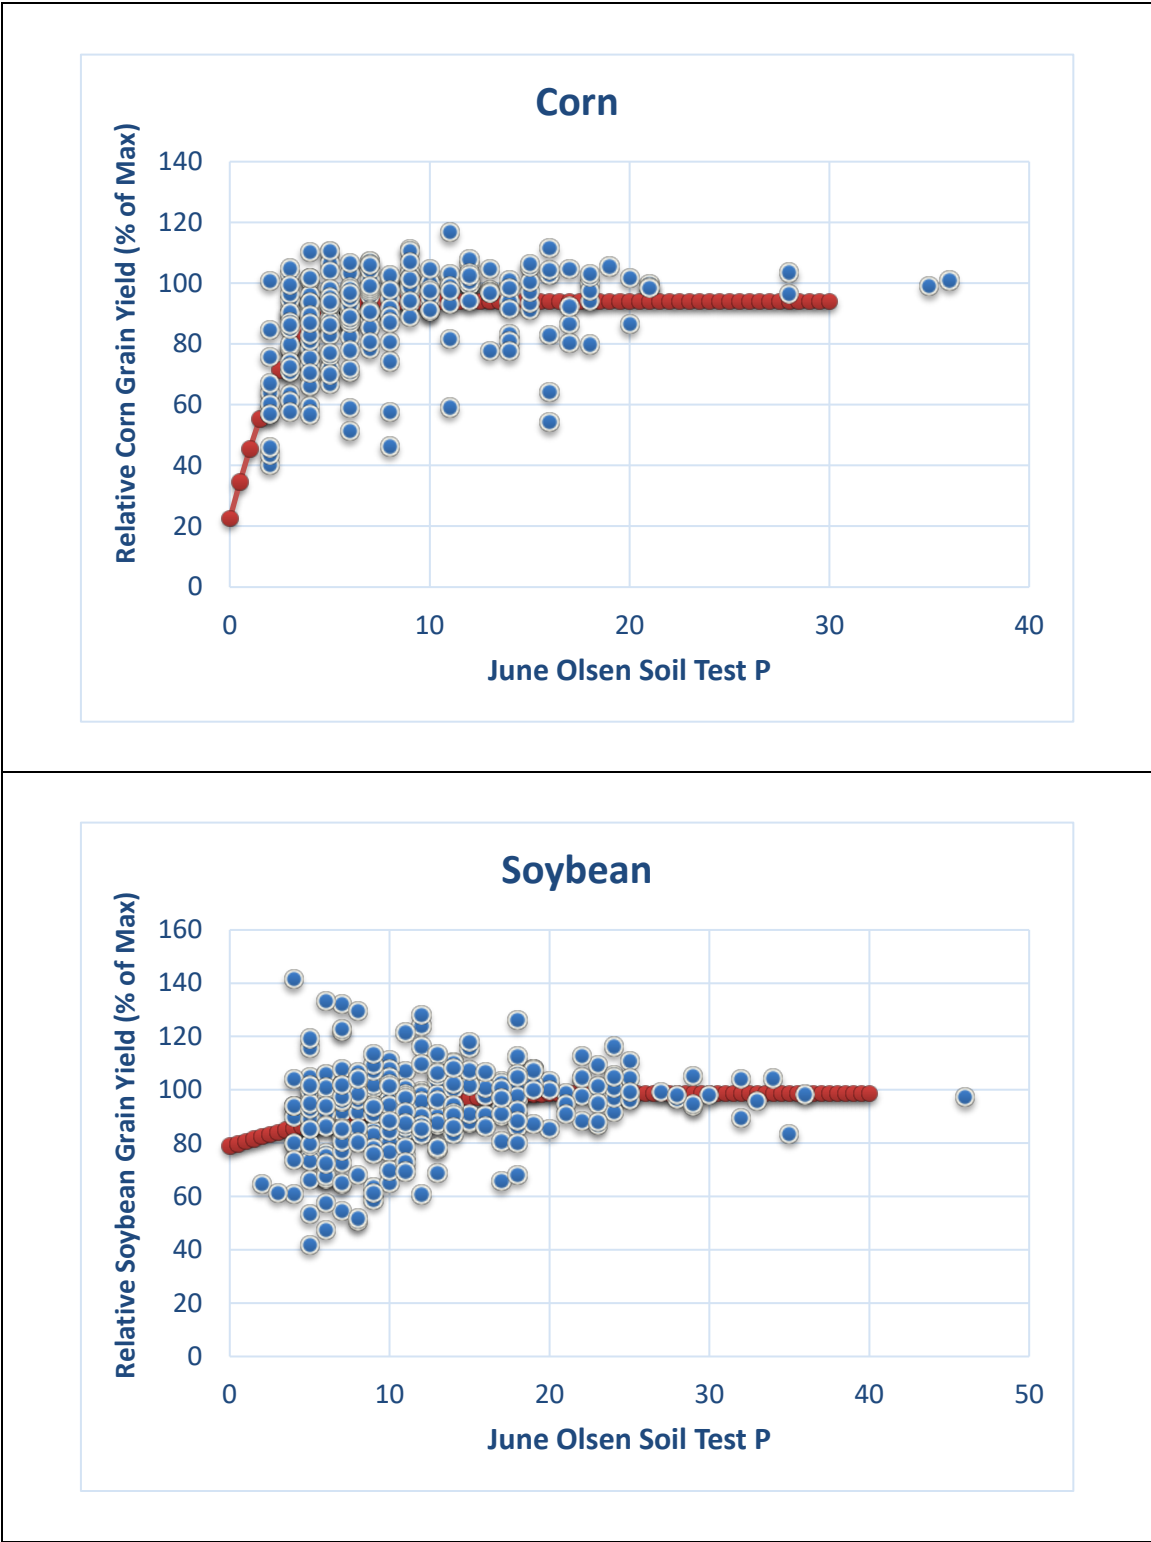 Corn
Relative Corn Grain Yield (% of Max)
140
120
100
80
60
40
20
0
0 10 20 30 40
June Olsen Soil Test P
Soybean
Relative Soybean Grain Yield (% of Max)
160
140
120
100
80
60
40
20
0
0 10 20 30 40 50
June Olsen Soil Test P